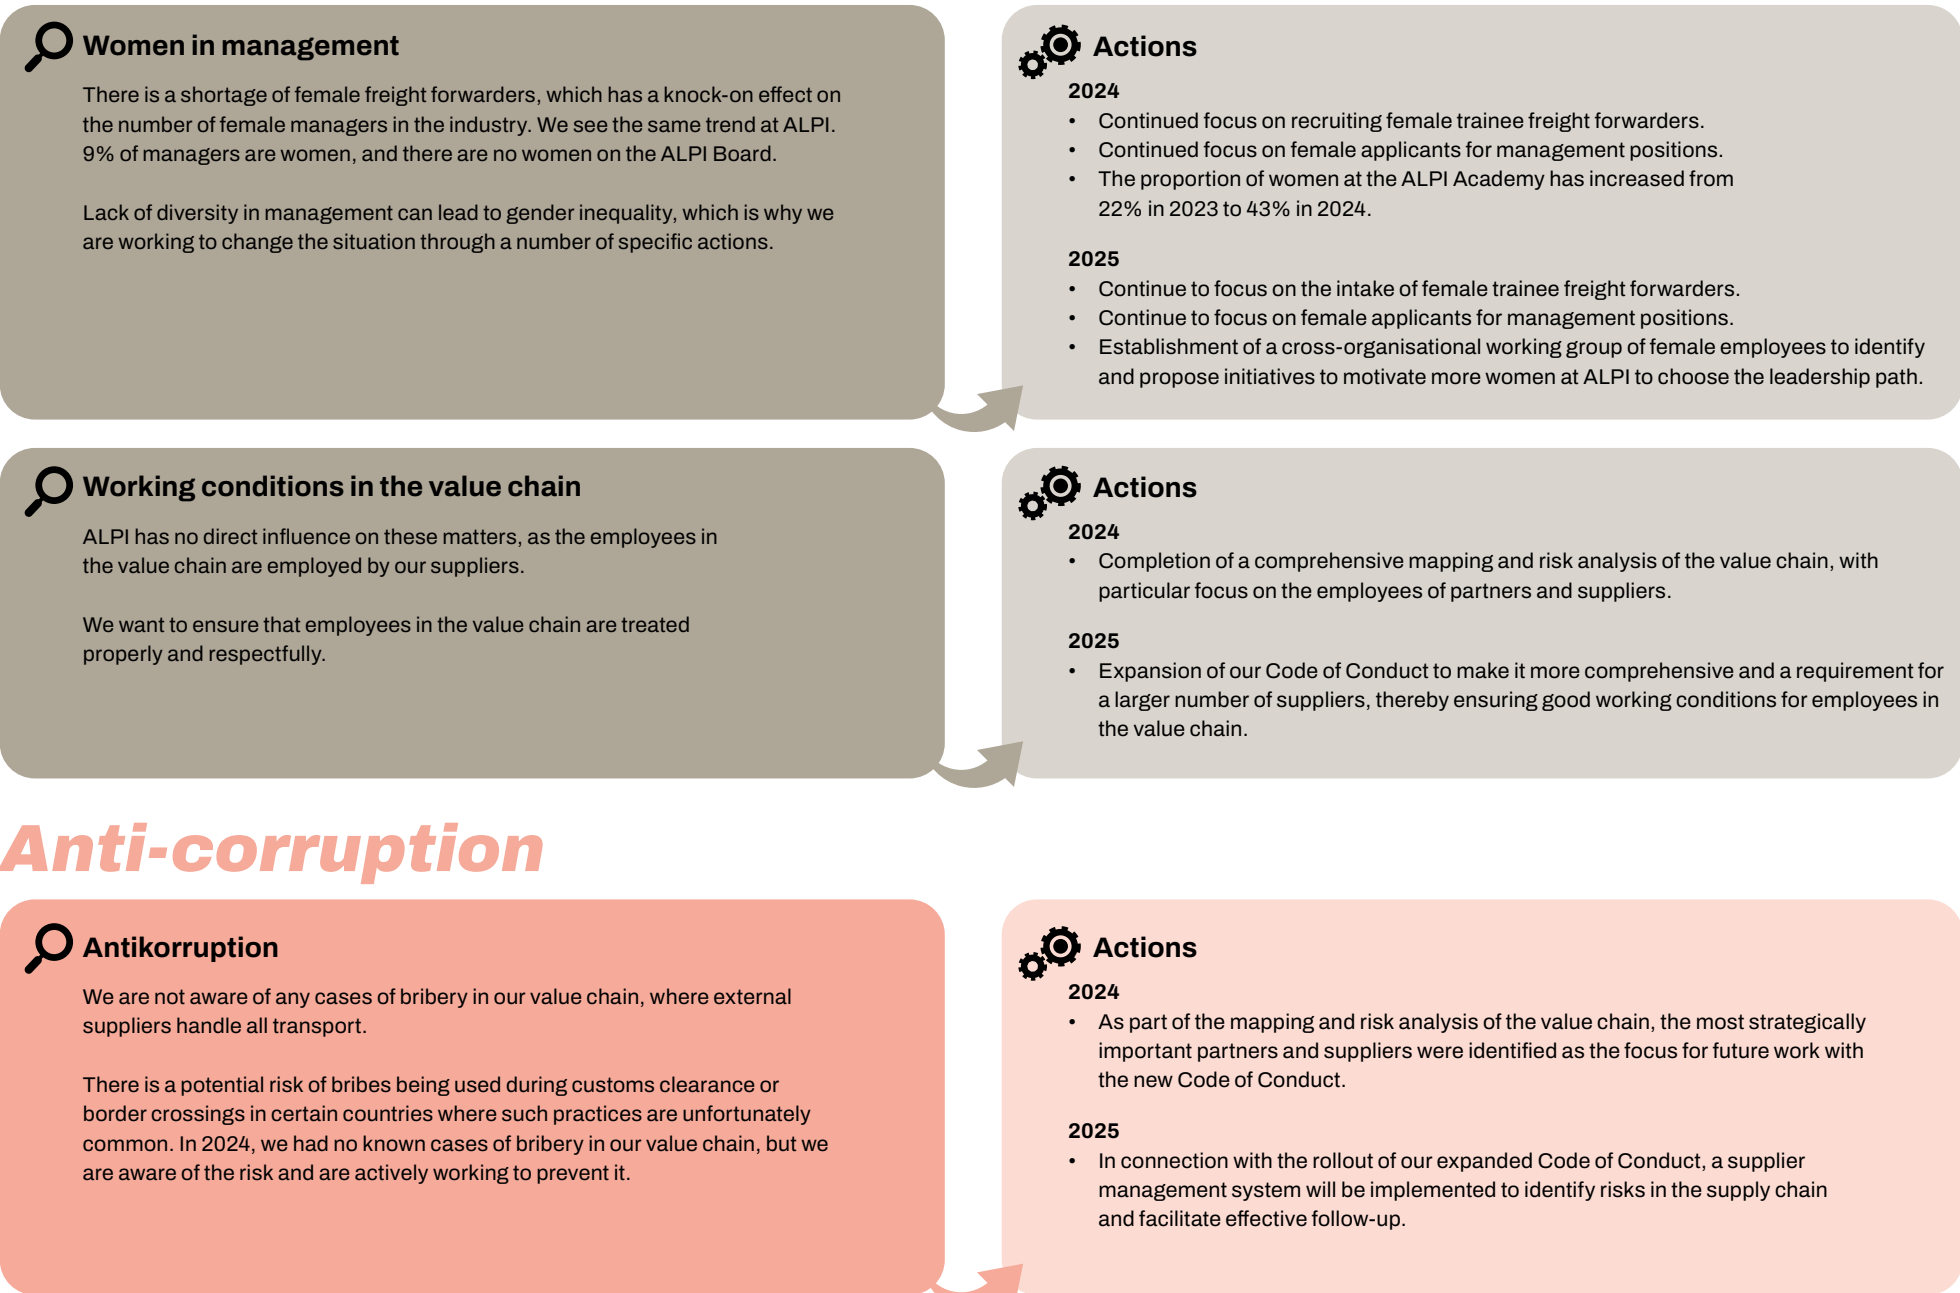 Women in management
There is a shortage of female freight forwarders, which has a knock-on effect on
the number of female managers in the industry. We see the same trend at ALPI.
9% of managers are women, and there are no women on the ALPI Board.
Lack of diversity in management can lead to gender inequality, which is why we
are working to change the situation through a number of specific actions.
Actions
2024
• Continued focus on recruiting female trainee freight forwarders.
• Continued focus on female applicants for management positions.
• The proportion of women at the ALPI Academy has increased from
22% in 2023 to 43% in 2024.
2025
• Continue to focus on the intake of female trainee freight forwarders.
• Continue to focus on female applicants for management positions.
• Establishment of a cross-organisational working group of female employees to identify
and propose initiatives to motivate more women at ALPI to choose the leadership path.
Working conditions in the value chain
ALPI has no direct influence on these matters, as the employees in
the value chain are employed by our suppliers.
We want to ensure that employees in the value chain are treated
properly and respectfully.
Actions
2024
• Completion of a comprehensive mapping and risk analysis of the value chain, with
particular focus on the employees of partners and suppliers.
2025
• Expansion of our Code of Conduct to make it more comprehensive and a requirement for
a larger number of suppliers, thereby ensuring good working conditions for employees in
the value chain.
Anti-corruption
Antikorruption
We are not aware of any cases of bribery in our value chain, where external
suppliers handle all transport.
There is a potential risk of bribes being used during customs clearance or
border crossings in certain countries where such practices are unfortunately
common. In 2024, we had no known cases of bribery in our value chain, but we
are aware of the risk and are actively working to prevent it.
Actions
2024
• As part of the mapping and risk analysis of the value chain, the most strategically
important partners and suppliers were identified as the focus for future work with
the new Code of Conduct.
2025
• In connection with the rollout of our expanded Code of Conduct, a supplier
management system will be implemented to identify risks in the supply chain
and facilitate effective follow-up.